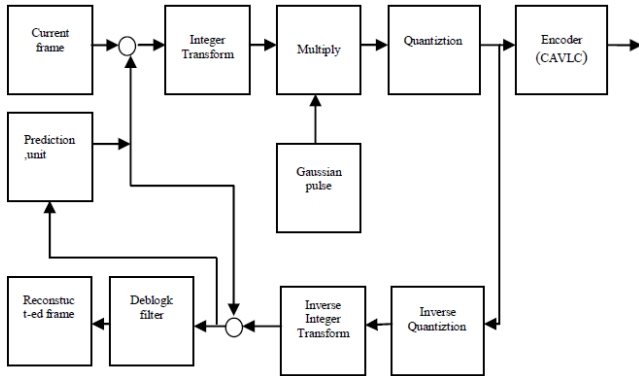 Current
frame
Integer
Transform
Multiply
Quantiztion
Encoder
(CAVLC)
Prediction
,unit
Gaussian
pulse
Reconstuc
t-ed frame
Deblogk
filter
Inverse
Integer
Transform
Inverse
Quantiztion